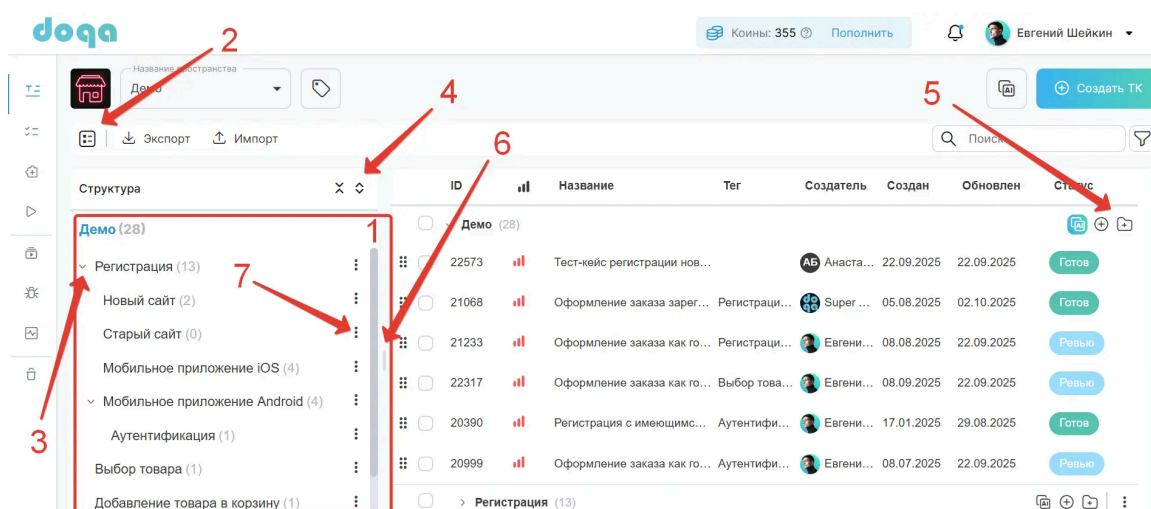 doqa
2
Коины: 355
Пополнить
Евгений Шейкин
Название пространства
Демо
4
5
AI
Создать ТК
Экспорт
Импорт
6
Поиск
Структура
ID
Название
Тег
Создатель
Создан
Обновлен
Статус
Демо (28)
1
Демо (28)
AI
Регистрация (13)
7
22573
Тест-кейс регистрации нов...
АБ
Анаста...
22.09.2025
22.09.2025
Готов
Новый сайт (2)
21068
Оформление заказа зарег...
Регистраци...
Super ...
05.08.2025
02.10.2025
Готов
Старый сайт (0)
21233
Оформление заказа как го...
Регистраци...
Евгени...
08.08.2025
22.09.2025
Ревью
Мобильное приложение iOS (4)
22317
Оформление заказа как го...
Выбор това...
Евгени...
08.09.2025
22.09.2025
Ревью
Мобильное приложение Android (4)
3
20390
Регистрация с имеющимс...
Аутентифи...
Евгени...
17.01.2025
29.08.2025
Готов
Аутентификация (1)
20999
Оформление заказа как го...
Аутентифи...
Евгени...
08.07.2025
22.09.2025
Ревью
Выбор товара (1)
Добавление товара в корзину (1)
Регистрация (13)
AI